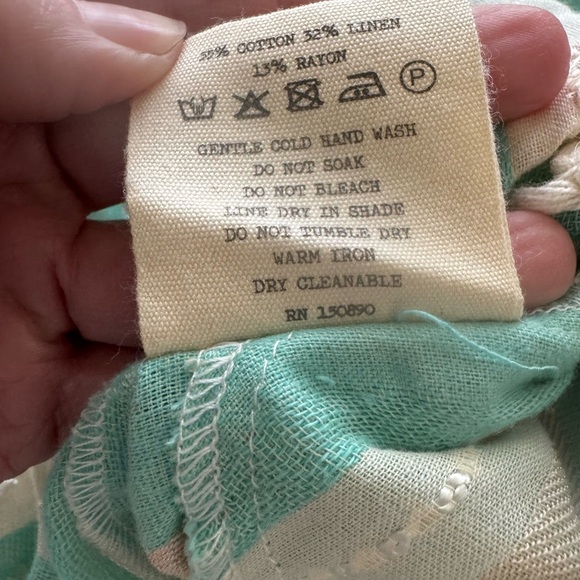 55% COTTON 32% LINEN
13% RAYON
P
GENTLE COLD HAND WASH
DO NOT SOAK
DO NOT BLEACH
LINE DRY IN SHADE
DO NOT TUMBLE DRY
WARM IRON
DRY CLEANABLE
RN 150890